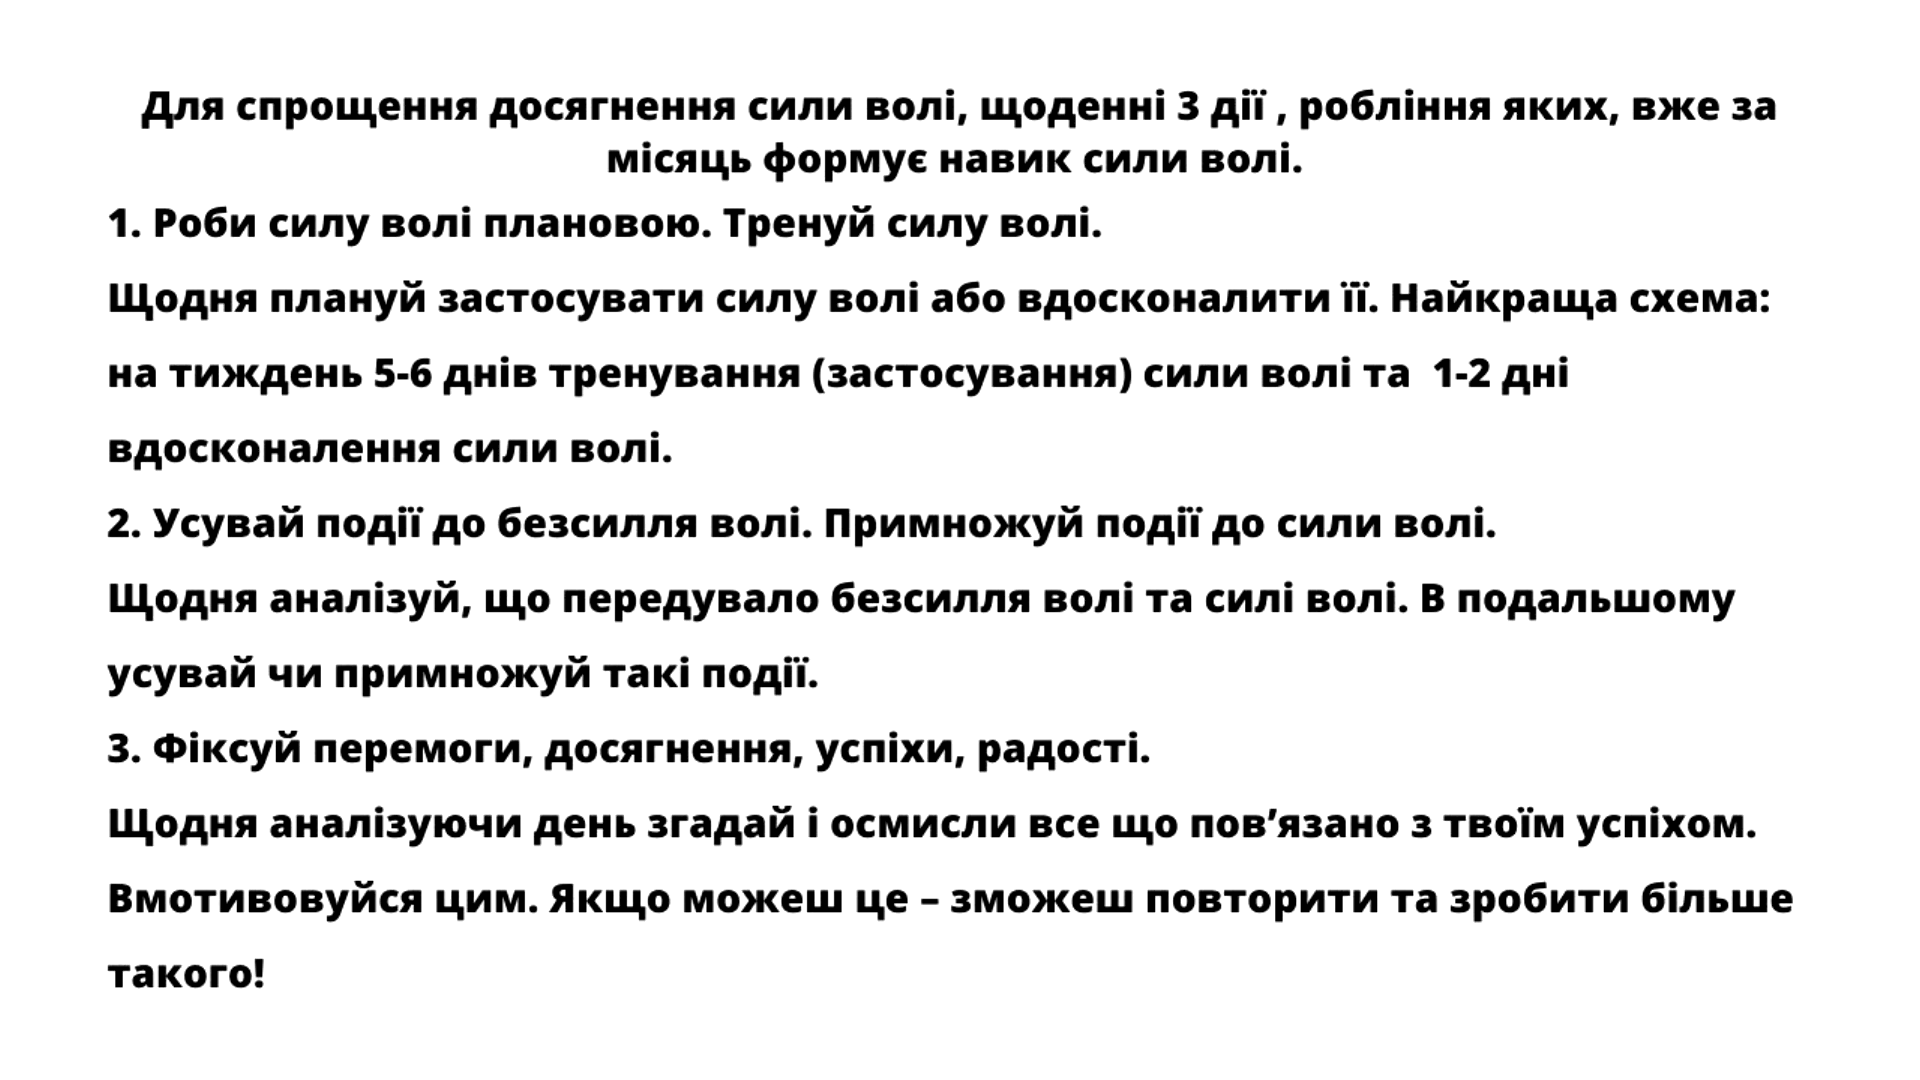 Для спрощення досягнення сили волі, щоденні 3 дії , робління яких, вже за
місяць формує навик сили волі.
1. Роби силу волі плановою. Тренуй силу волі.
Щодня плануй застосувати силу волі або вдосконалити її. Найкраща схема:
на тиждень 5-6 днів тренування (застосування) сили волі та  1-2 дні
вдосконалення сили волі.
2. Усувай події до безсилля волі. Примножуй події до сили волі.
Щодня аналізуй, що передувало безсилля волі та силі волі. В подальшому
усувай чи примножуй такі події.
3. Фіксуй перемоги, досягнення, успіхи, радості.
Щодня аналізуючи день згадай і осмисли все що пов’язано з твоїм успіхом.
Вмотивовуйся цим. Якщо можеш це – зможеш повторити та зробити більше
такого!